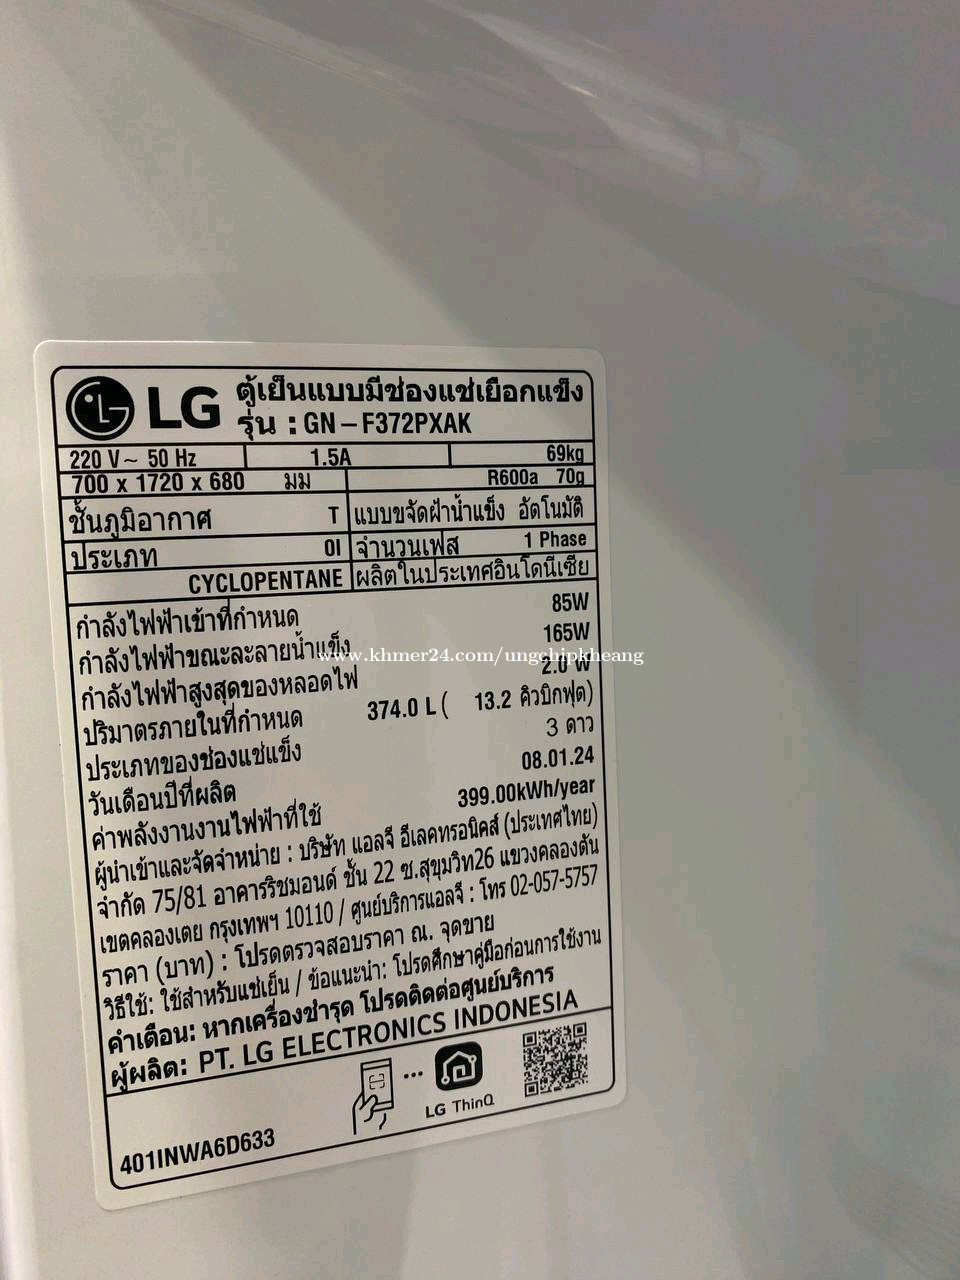 LG ตู้เย็นแบบมีช่องแช่เยือกแข็ง
รุ่น : GN-F372PXAK
220 V~ 50 Hz 1.5A 69kg
700 x 1720 x 680 มม R600a 70g
ชั้นภูมิอากาศ T แบบขจัดฝ้าน้ำแข็ง อัตโนมัติ
ประเภท 0I จำนวนเฟส 1 Phase
CYCLOPENTANE ผลิตในประเทศอินโดนีเซีย
กำลังไฟฟ้าเข้าที่กำหนด 85W
กำลังไฟฟ้าขณะละลายน้ำแข็ง 165W
www.khmer24.com/ungchipkheang
กำลังไฟฟ้าสูงสุดของหลอดไฟ 2.0 W
ปริมาตรภายในที่กำหนด 374.0 L ( 13.2 คิวบิกฟุต)
ประเภทของช่องแช่แข็ง 3 ดาว
วันเดือนปีที่ผลิต 08.01.24
ค่าพลังงานงานไฟฟ้าที่ใช้ 399.00kWh/year
ผู้นำเข้าและจัดจำหน่าย : บริษัท แอลจี อีเลคทรอนิคส์ (ประเทศไทย)
จำกัด 75/81 อาคารริชมอนด์ ชั้น 22 ซ.สุขุมวิท26 แขวงคลองตัน
เขตคลองเตย กรุงเทพฯ 10110 / ศูนย์บริการแอลจี : โทร 02-057-5757
ราคา (บาท) : โปรดตรวจสอบราคา ณ. จุดขาย
วิธีใช้: ใช้สำหรับแช่เย็น / ข้อแนะนำ: โปรดศึกษาคู่มือก่อนการใช้งาน
คำเตือน: หากเครื่องชำรุด โปรดติดต่อศูนย์บริการ
ผู้ผลิต: PT. LG ELECTRONICS INDONESIA
LG ThinQ
401INWA6D633